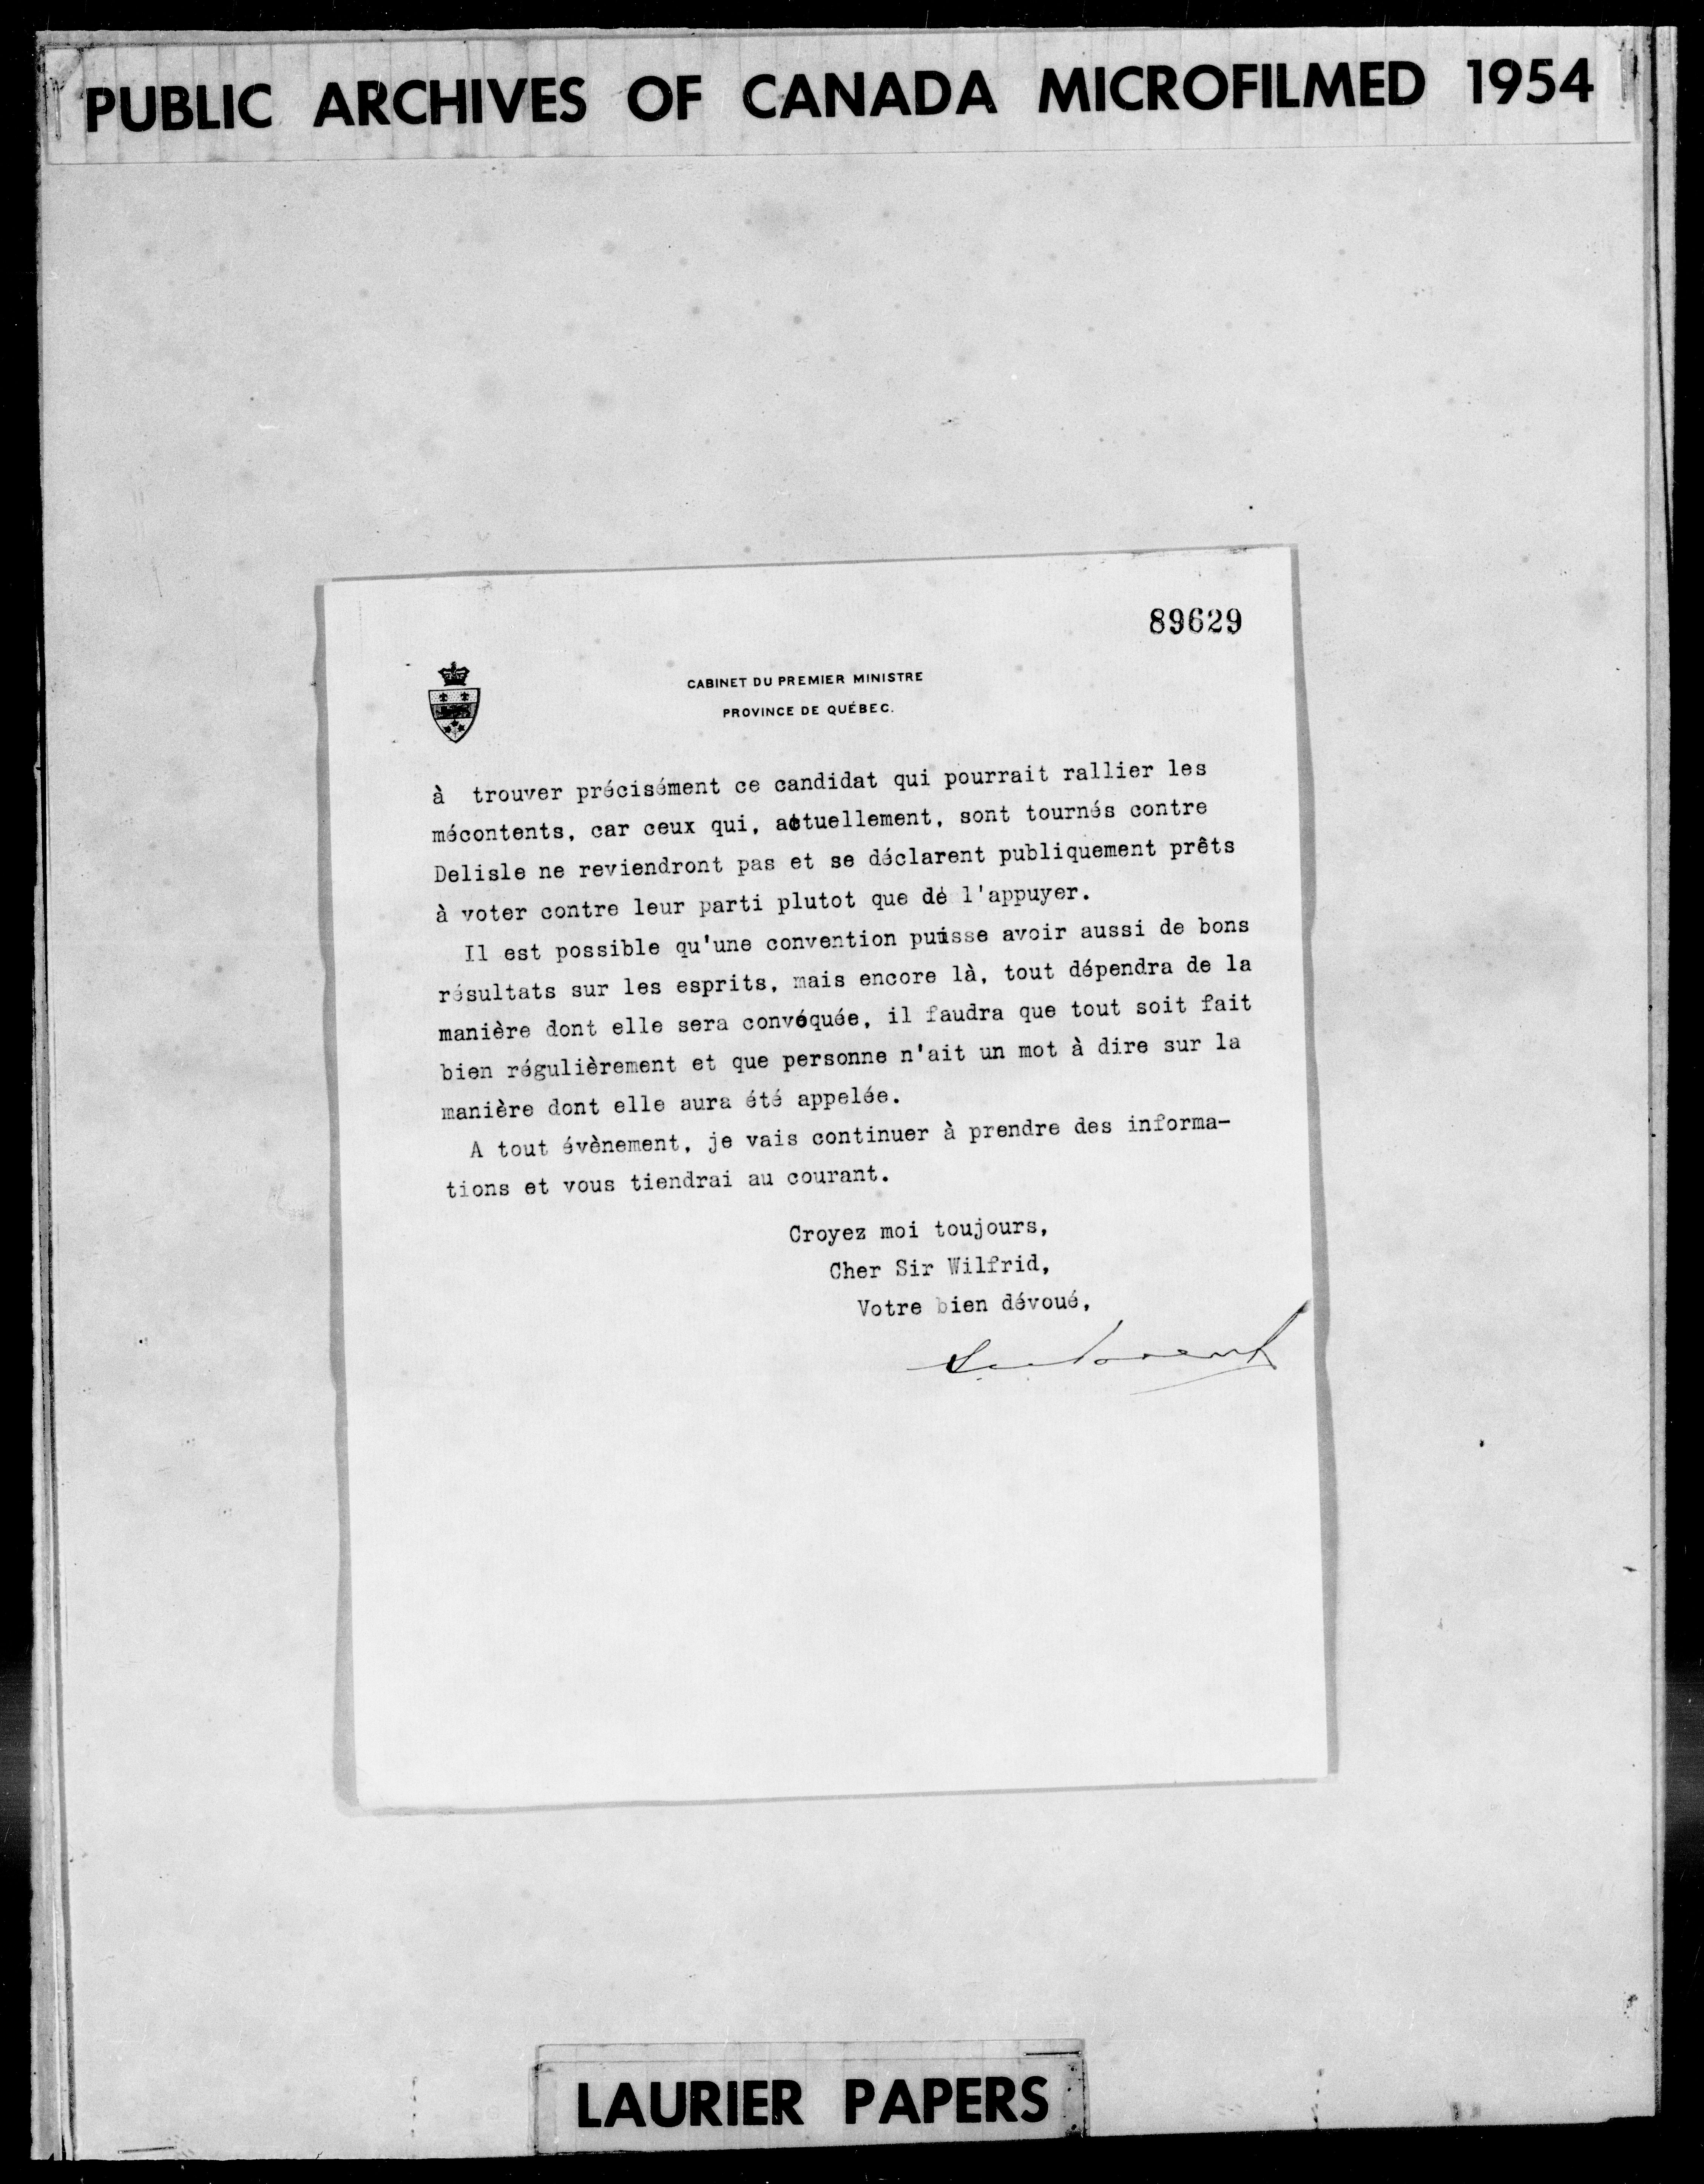 PUBLIC ARCHIVES OF CANADA MICROFILMED 1954
89629
CABINET DU PREMIER MINISTRE
PROVINCE DE QUÉBEC.
à trouver précisément ce candidat qui pourrait rallier les
mécontents, car ceux qui, actuellement, sont tournés contre
Delisle ne reviendront pas et se déclarent publiquement prêts
à voter contre leur parti plutot que de l'appuyer.
Il est possible qu'une convention puisse avoir aussi de bons
résultats sur les esprits, mais encore là, tout dépendra de la
manière dont elle sera convoquée, il faudra que tout soit fait
bien régulièrement et que personne n'ait un mot à dire sur la
manière dont elle aura été appelée.
A tout évènement, je vais continuer à prendre des informa-
tions et vous tiendrai au courant.
Croyez moi toujours,
Cher Sir Wilfrid,
Votre bien dévoué,
LAURIER PAPERS